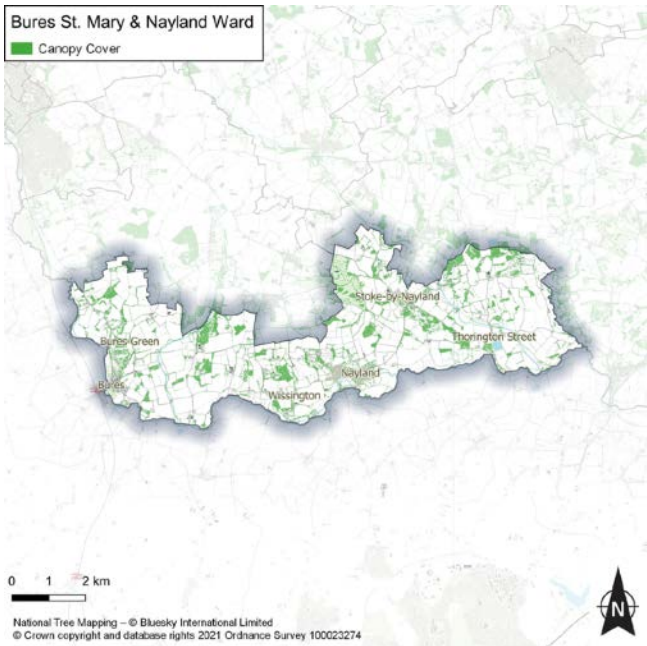 Bures St. Mary & Nayland Ward
Canopy Cover
Stoke-by-Nayland
Thorington Street
Bures Green
Nayland
Bures
Wissington
0 1 2 km
N
National Tree Mapping – © Bluesky International Limited
© Crown copyright and database rights 2021 Ordnance Survey 100023274